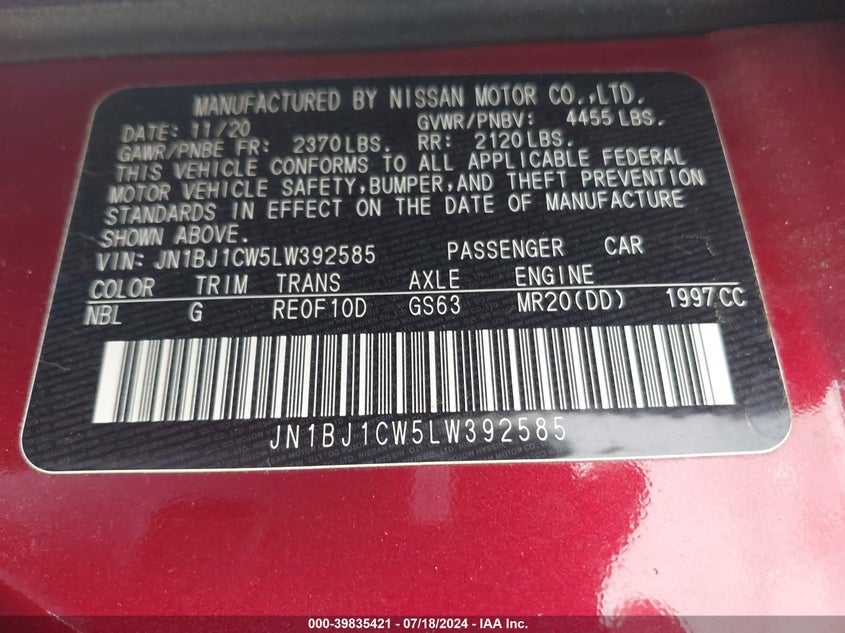 MANUFACTURED BY NISSAN MOTOR CO.,LTD.
DATE: 11/20 GVWR/PNBV: 4455 LBS.
GAWR/PNBE FR: 2370 LBS. RR: 2120 LBS.
THIS VEHICLE CONFORMS TO ALL APPLICABLE FEDERAL
MOTOR VEHICLE SAFETY, BUMPER, AND THEFT PREVENTION
STANDARDS IN EFFECT ON THE DATE OF MANUFACTURE
SHOWN ABOVE.
VIN: JN1BJ1CW5LW392585 PASSENGER CAR
COLOR TRIM TRANS AXLE ENGINE
NBL G RE0F10D GS63 MR20(DD) 1997CC
JN1BJ1CW5LW392585
000-39835421 - 07/18/2024 - IAA Inc.